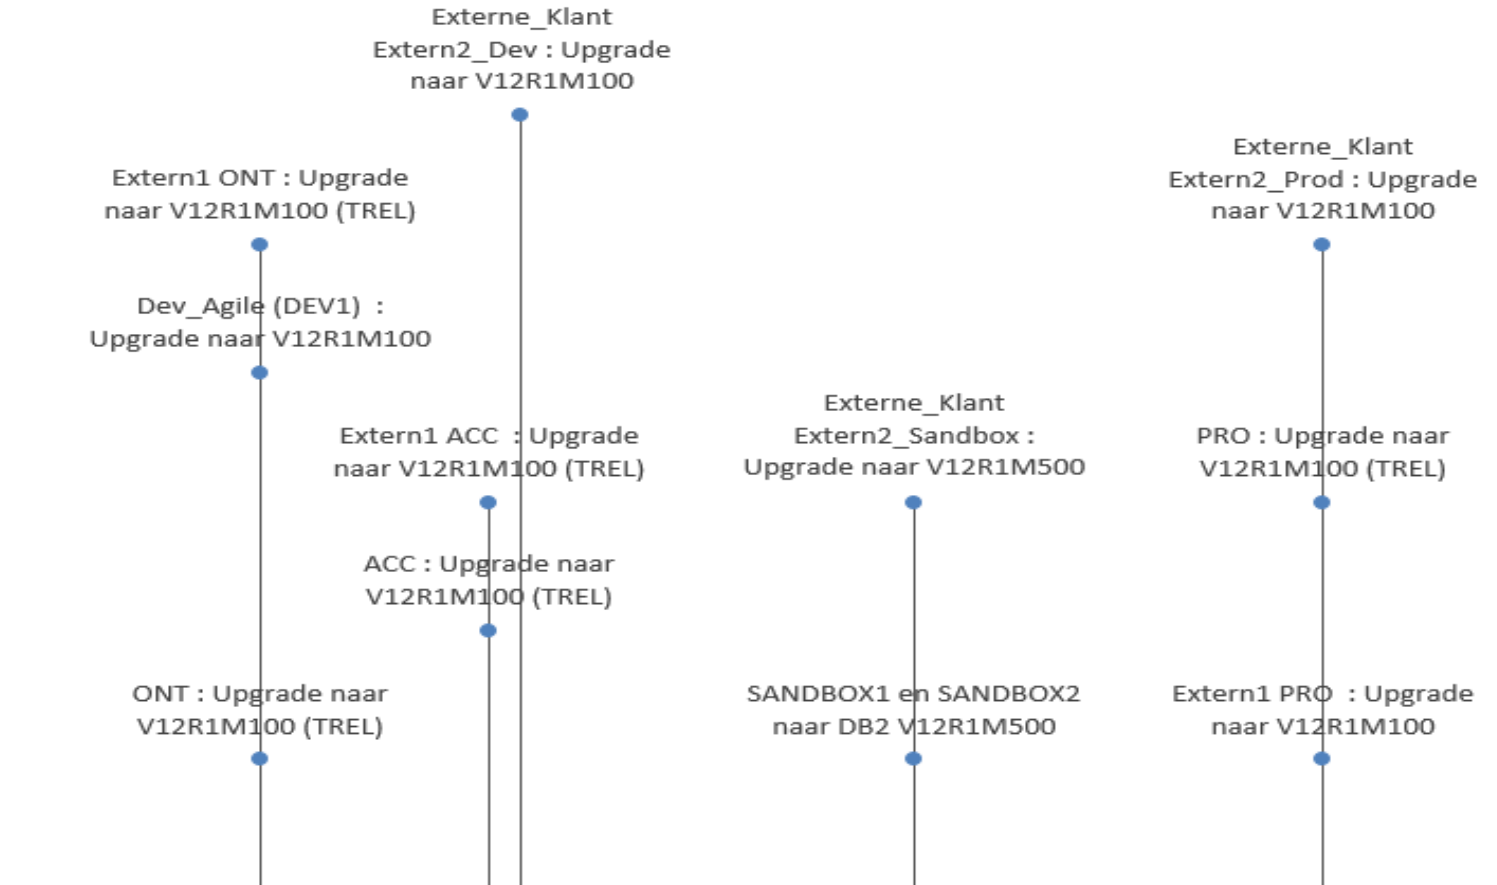 Externe_Klant
Extern2_Dev : Upgrade
naar V12R1M100
Externe_Klant
Extern2_Prod : Upgrade
naar V12R1M100
Extern1 ONT : Upgrade
naar V12R1M100 (TREL)
Dev_Agile (DEV1)  :
Upgrade naar V12R1M100
Externe_Klant
Extern2_Sandbox :
Upgrade naar V12R1M500
Extern1 ACC  : Upgrade
naar V12R1M100 (TREL)
PRO : Upgrade naar
V12R1M100 (TREL)
ACC : Upgrade naar
V12R1M100 (TREL)
ONT : Upgrade naar
V12R1M100 (TREL)
SANDBOX1 en SANDBOX2
naar DB2 V12R1M500
Extern1 PRO  : Upgrade
naar V12R1M100